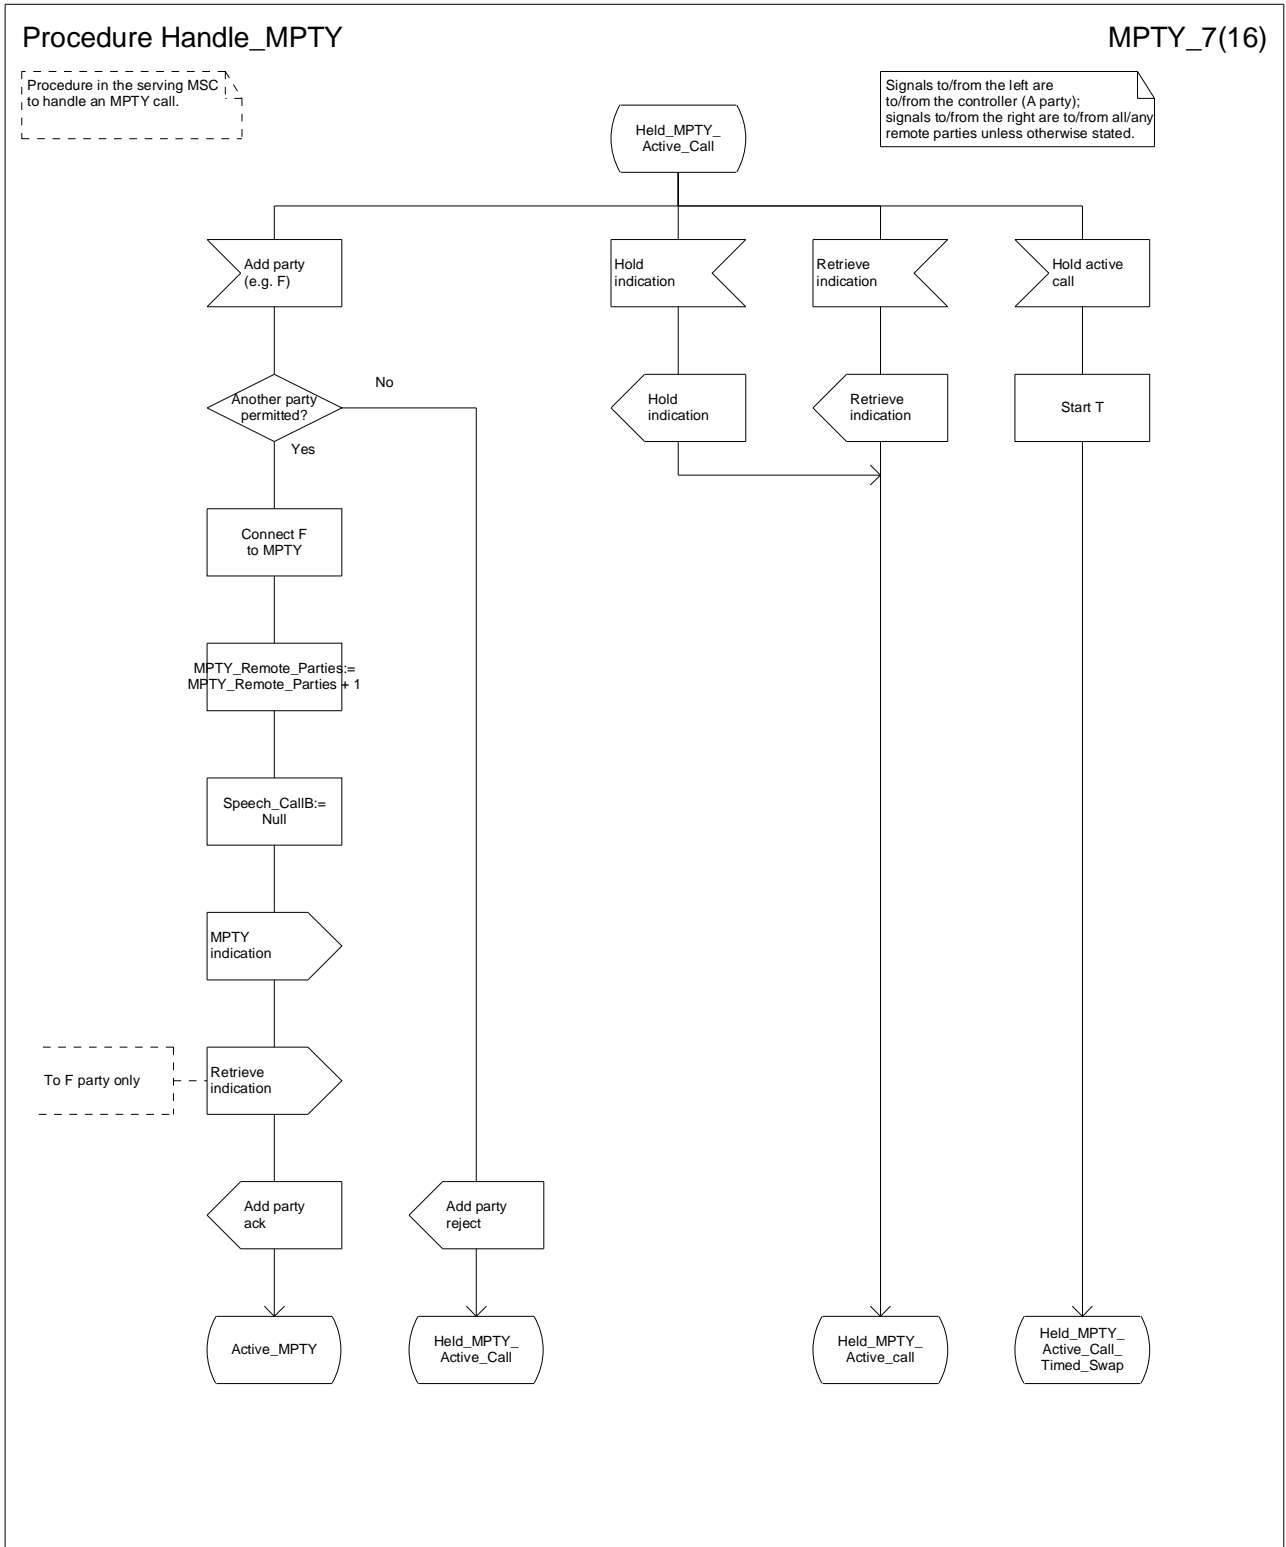 Procedure Handle_MPTY
MPTY_7(16)
Procedure in the serving MSC
to handle an MPTY call.
Signals to/from the left are
to/from the controller (A party);
signals to/from the right are to/from all/any
remote parties unless otherwise stated.
Held_MPTY_
Active_Call
Add party
(e.g. F)
Hold
indication
Retrieve
indication
Hold active
call
Another party
permitted?
No
Yes
Hold
indication
Retrieve
indication
Start T
Connect F
to MPTY
MPTY_Remote_Parties:=
MPTY_Remote_Parties + 1
Speech_CallB:=
Null
MPTY
indication
To F party only
Retrieve
indication
Add party
ack
Add party
reject
Active_MPTY
Held_MPTY_
Active_Call
Held_MPTY_
Active_call
Held_MPTY_
Active_Call_
Timed_Swap